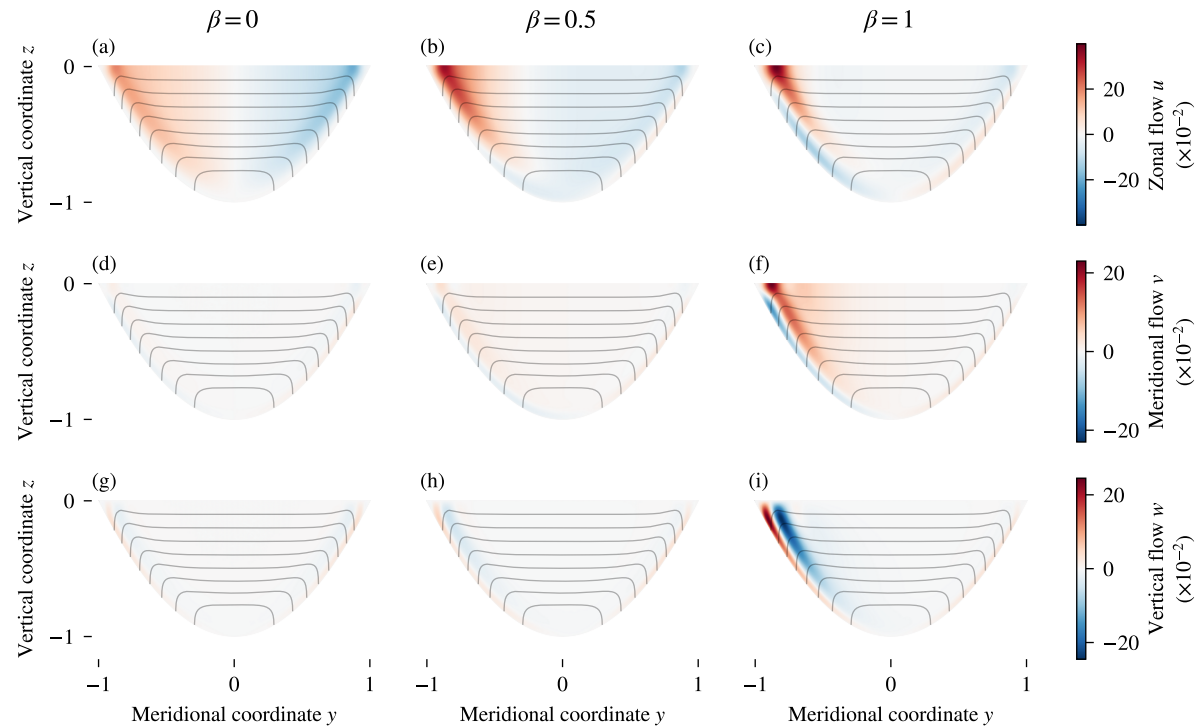 β = 0
β = 0.5
β = 1
(a)
(b)
(c)
Vertical coordinate z
0
−1
20
0
−20
Zonal flow u
(×10⁻²)
(d)
(e)
(f)
Vertical coordinate z
0
−1
20
0
−20
Meridional flow v
(×10⁻²)
(g)
(h)
(i)
Vertical coordinate z
0
−1
20
0
−20
Vertical flow w
(×10⁻²)
−1 0 1
−1 0 1
−1 0 1
Meridional coordinate y
Meridional coordinate y
Meridional coordinate y